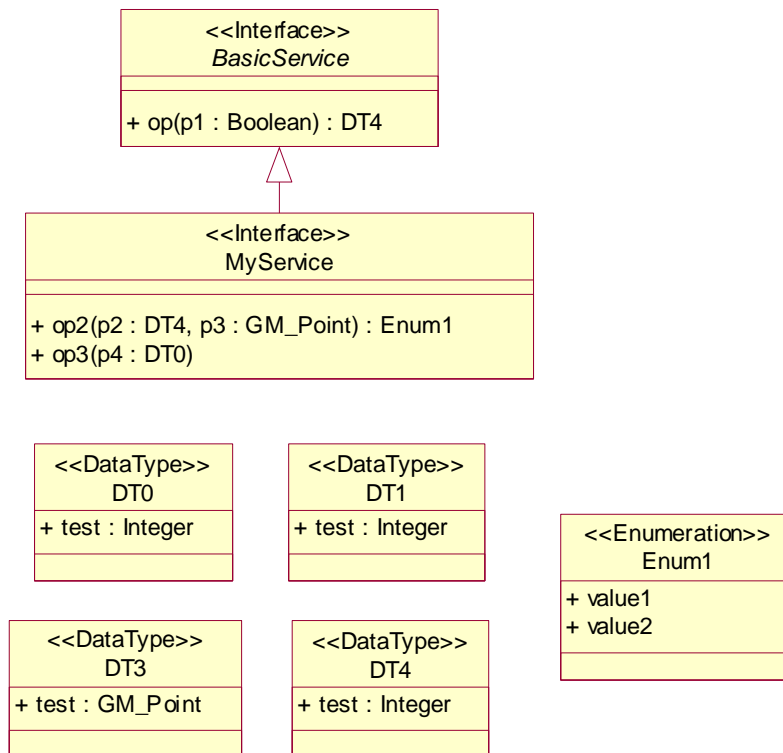 <<Interface>>
BasicService
+ op(p1 : Boolean) : DT4
<<Interface>>
MyService
+ op2(p2 : DT4, p3 : GM_Point) : Enum1
+ op3(p4 : DT0)
<<DataType>>
DT0
+ test : Integer
<<DataType>>
DT1
+ test : Integer
<<Enumeration>>
Enum1
+ value1
+ value2
<<DataType>>
DT3
+ test : GM_Point
<<DataType>>
DT4
+ test : Integer